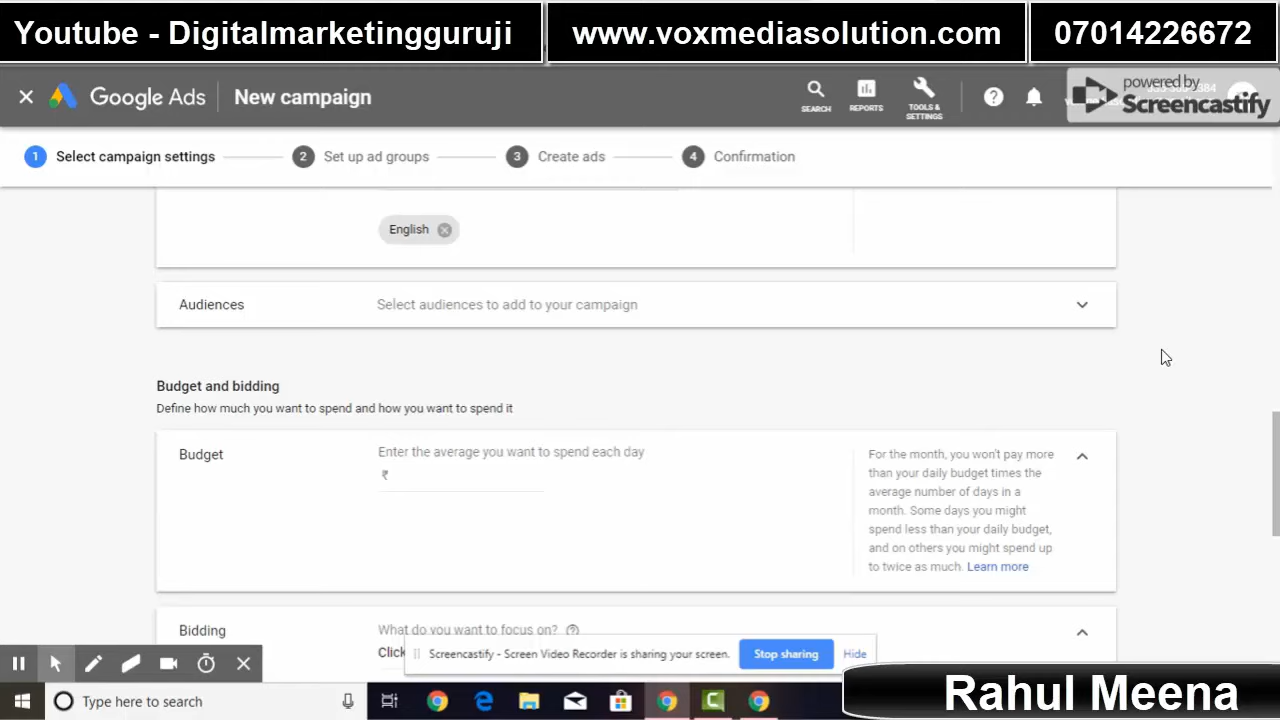 Youtube - Digitalmarketingguruji
www.voxmediasolution.com
07014226672
Google Ads
New campaign
SEARCH
REPORTS
TOOLS & SETTINGS
powered by
Screencastify
1 Select campaign settings
2 Set up ad groups
3 Create ads
4 Confirmation
English
Audiences
Select audiences to add to your campaign
Budget and bidding
Define how much you want to spend and how you want to spend it
Budget
Enter the average you want to spend each day
₹
For the month, you won't pay more
than your daily budget times the
average number of days in a
month. Some days you might
spend less than your daily budget,
and on others you might spend up
to twice as much. Learn more
Bidding
What do you want to focus on?
Screencastify - Screen Video Recorder is sharing your screen.
Stop sharing
Hide
Type here to search
Rahul Meena